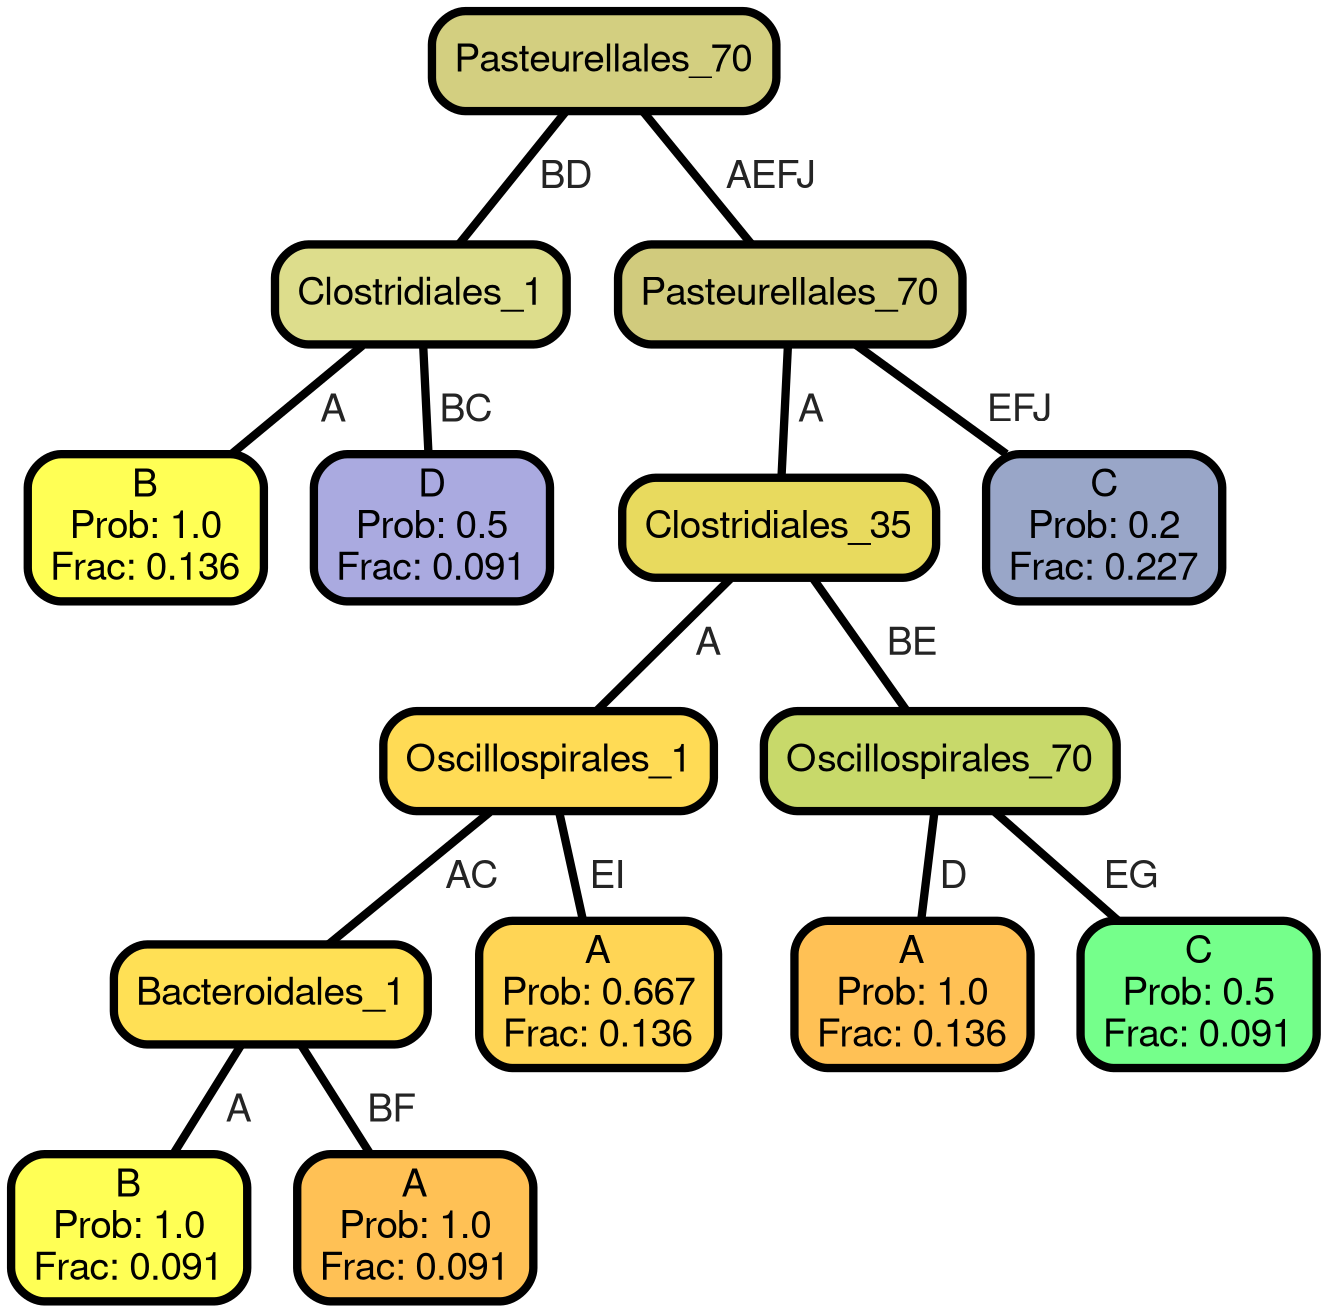 Pasteurellales_70
BD
AEFJ
Clostridiales_1
Pasteurellales_70
A
BC
A
EFJ
B
Prob: 1.0
Frac: 0.136
D
Prob: 0.5
Frac: 0.091
Clostridiales_35
C
Prob: 0.2
Frac: 0.227
A
BE
Oscillospirales_1
Oscillospirales_70
AC
EI
D
EG
Bacteroidales_1
A
Prob: 0.667
Frac: 0.136
A
Prob: 1.0
Frac: 0.136
C
Prob: 0.5
Frac: 0.091
A
BF
B
Prob: 1.0
Frac: 0.091
A
Prob: 1.0
Frac: 0.091